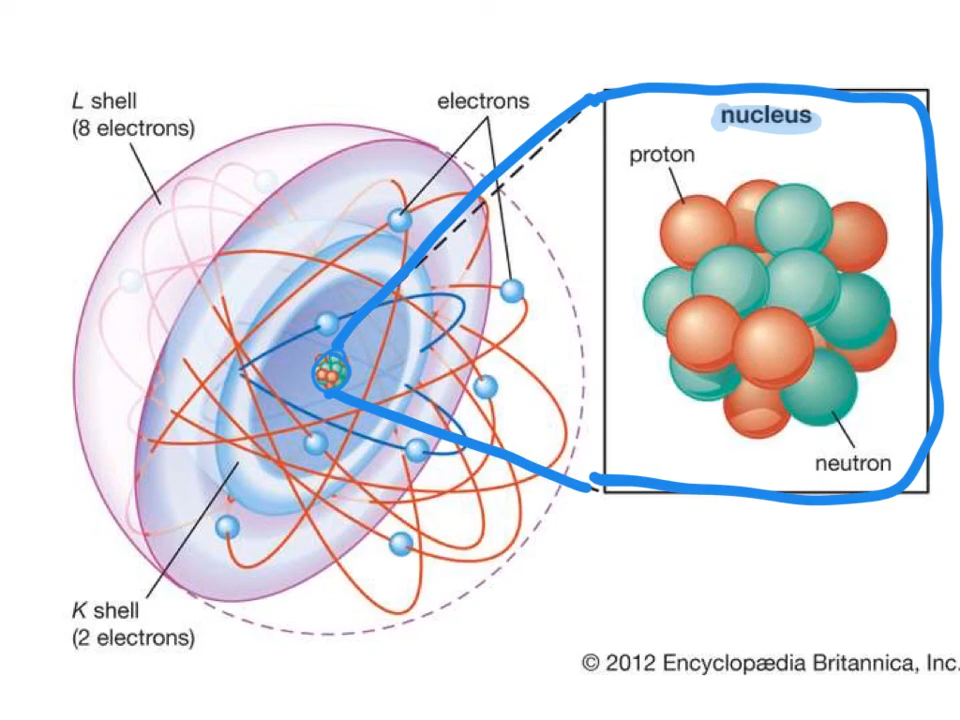 L shell
(8 electrons)
electrons
nucleus
proton
neutron
K shell
(2 electrons)
© 2012 Encyclopædia Britannica, Inc.